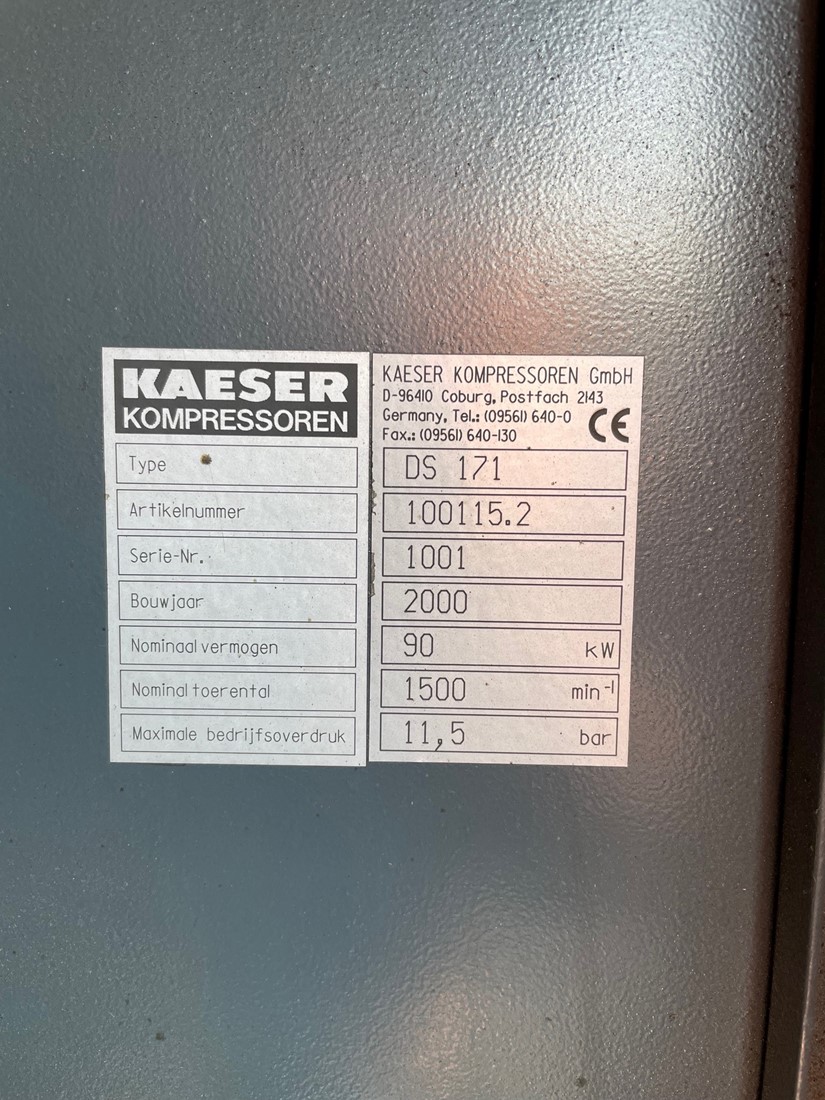 KAESER
KOMPRESSOREN
KAESER KOMPRESSOREN GmbH
D-96410 Coburg, Postfach 2143
Germany, Tel.: (09561) 640-0
Fax.: (09561) 640-130
CE
Type DS 171
Artikelnummer 100115.2
Serie-Nr. 1001
Bouwjaar 2000
Nominaal vermogen 90 kW
Nominal toerental 1500 min⁻¹
Maximale bedrijfsoverdruk 11,5 bar